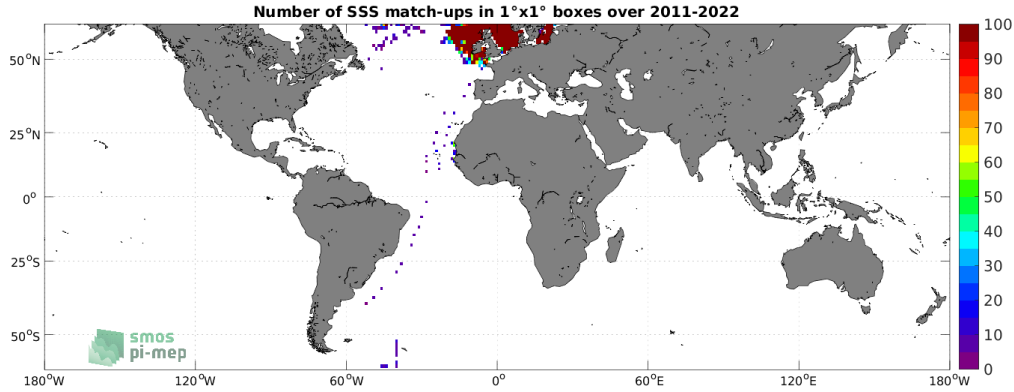 Number of SSS match-ups in 1°x1° boxes over 2011-2022
100
90
80
70
60
50
40
30
20
10
0
50°N
25°N
0°
25°S
50°S
smos
pi-mep
180°W 120°W 60°W 0° 60°E 120°E 180°W